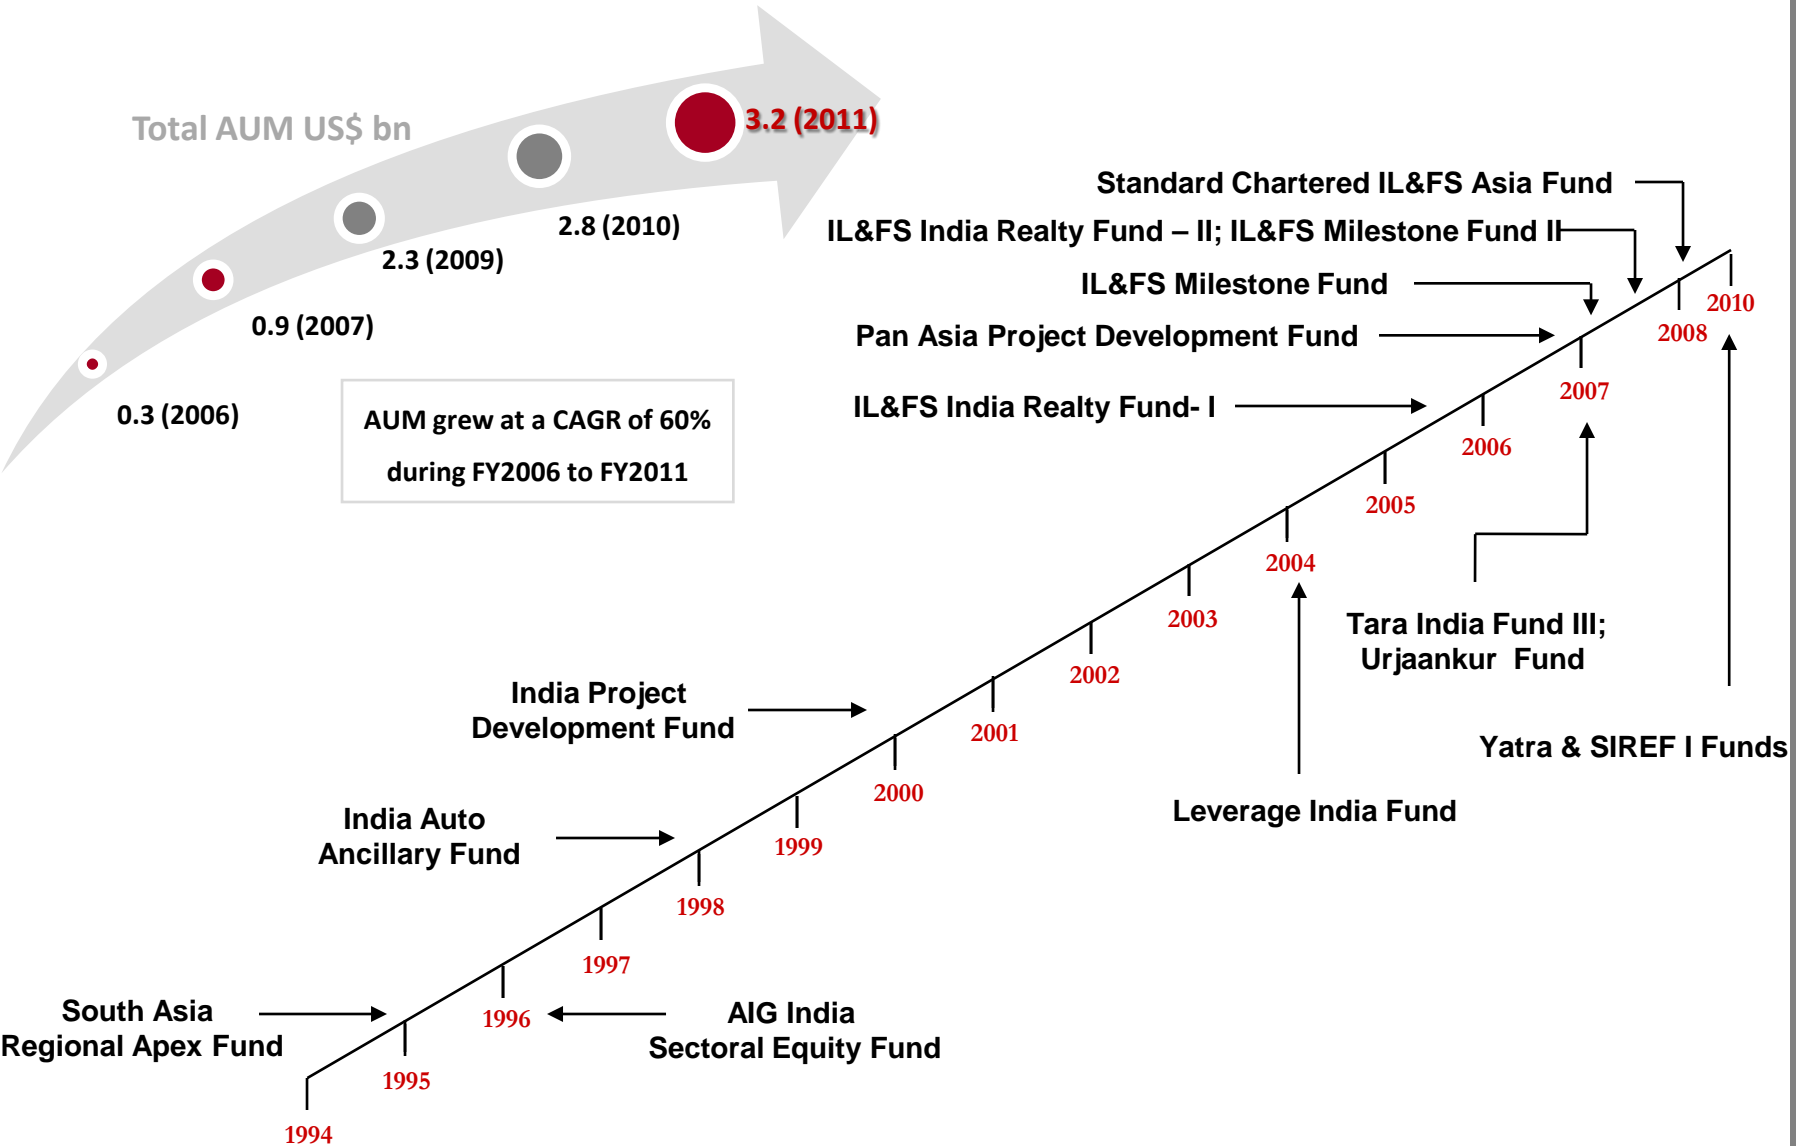 Total AUM US$ bn
3.2 (2011)
2.8 (2010)
2.3 (2009)
0.9 (2007)
0.3 (2006)
AUM grew at a CAGR of 60%
during FY2006 to FY2011
Standard Chartered IL&FS Asia Fund
IL&FS India Realty Fund – II; IL&FS Milestone Fund II
IL&FS Milestone Fund
Pan Asia Project Development Fund
IL&FS India Realty Fund- I
2010
2008
2007
2006
2005
2004
2003
2002
2001
2000
1999
1998
1997
1996
1995
1994
Tara India Fund III;
Urjaankur Fund
Yatra & SIREF I Funds
Leverage India Fund
India Project
Development Fund
India Auto
Ancillary Fund
South Asia
Regional Apex Fund
AIG India
Sectoral Equity Fund